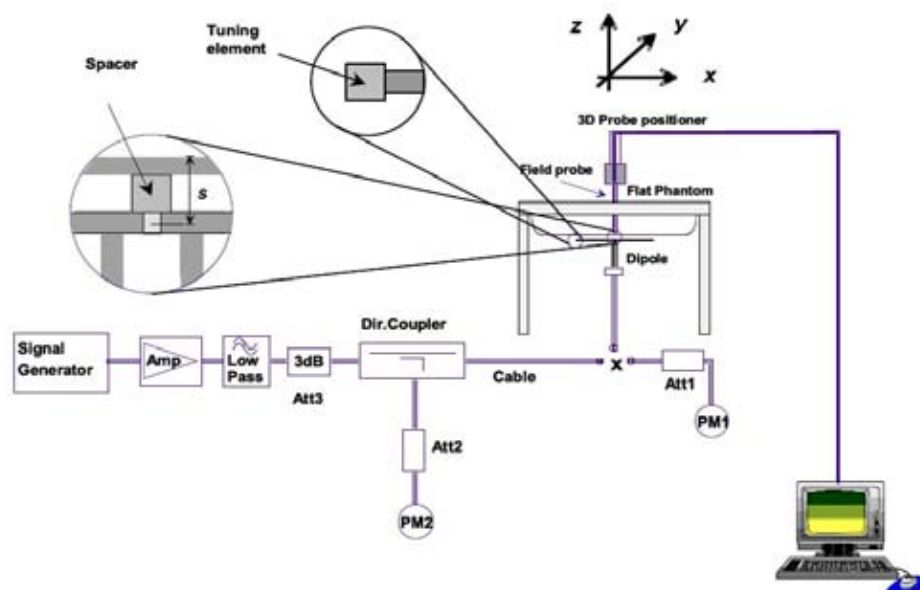 Tuning
element
Spacer
s
z
y
x
3D Probe positioner
Field probe
Flat Phantom
Dipole
Dir.Coupler
Signal
Generator
Amp
Low
Pass
3dB
Att3
Cable
x
Att1
PM1
Att2
PM2